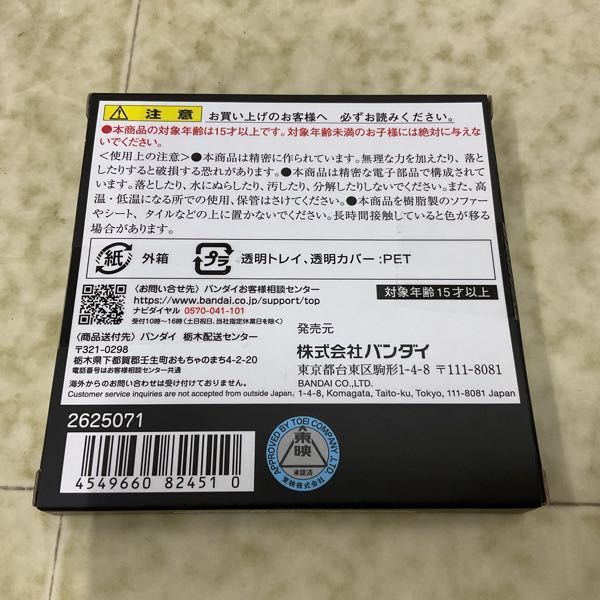 注意 お買い上げのお客様へ 必ずお読みください。
●本商品の対象年齢は15才以上です。対象年齢未満のお子様には絶対に与えな
いでください。
＜使用上の注意＞●本商品は精密に作られています。無理な力を加えたり、落と
したりすると破損する恐れがあります。●本商品は精密な電子部品で構成されて
います。落としたり、水にぬらしたり、汚したり、分解したりしないでください。また、高
温・低温になる所での使用、保管はさけてください。●本商品を樹脂製のソファー
やシート、タイルなどの上に置かないでください。長時間接触していると色が移る
場合があります。
紙 外箱 プラ 透明トレイ、透明カバー:PET
〈お問い合せ先〉バンダイお客様相談センター
https://www.bandai.co.jp/support/top
ナビダイヤル 0570-041-101
受付10時〜16時(土日祝日、当社指定休業日を除く)
〈商品送付先〉バンダイ 栃木配送センター
〒321-0298
栃木県下都賀郡壬生町おもちゃのまち4-2-20
電話番号はお客様相談センター共通
海外からのお問い合わせは受け付けておりません。
Customer service inquiries are not accepted from outside Japan.
対象年齢15才以上
発売元
株式会社バンダイ
東京都台東区駒形1-4-8 〒111-8081
BANDAI CO.,LTD.
1-4-8, Komagata, Taito-ku, Tokyo, 111-8081 Japan
2625071
4549660 824510
APPROVED BY TOEI COMPANY, LTD.
東映
承認済
東映株式会社